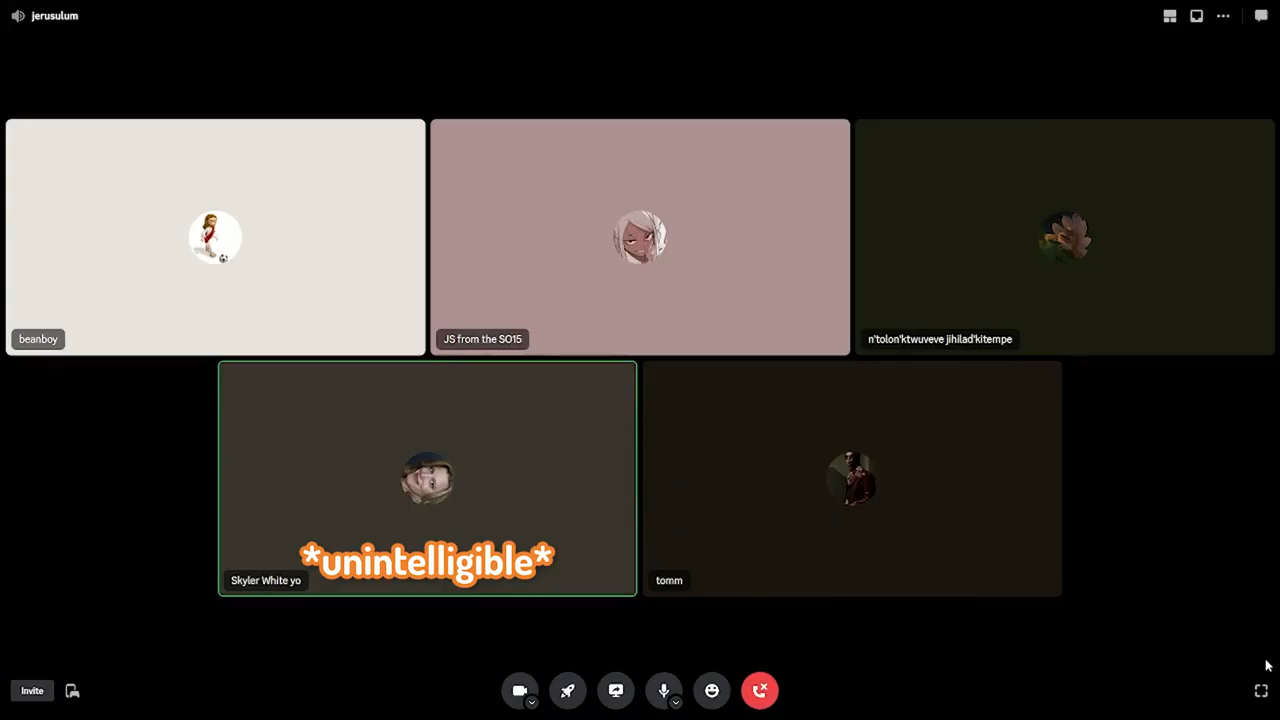 jerusulum
beanboy
JS from the SO15
n'tolon'ktwuveve jihilad'kitempe
*unintelligible*
Skyler White yo
tomm
Invite